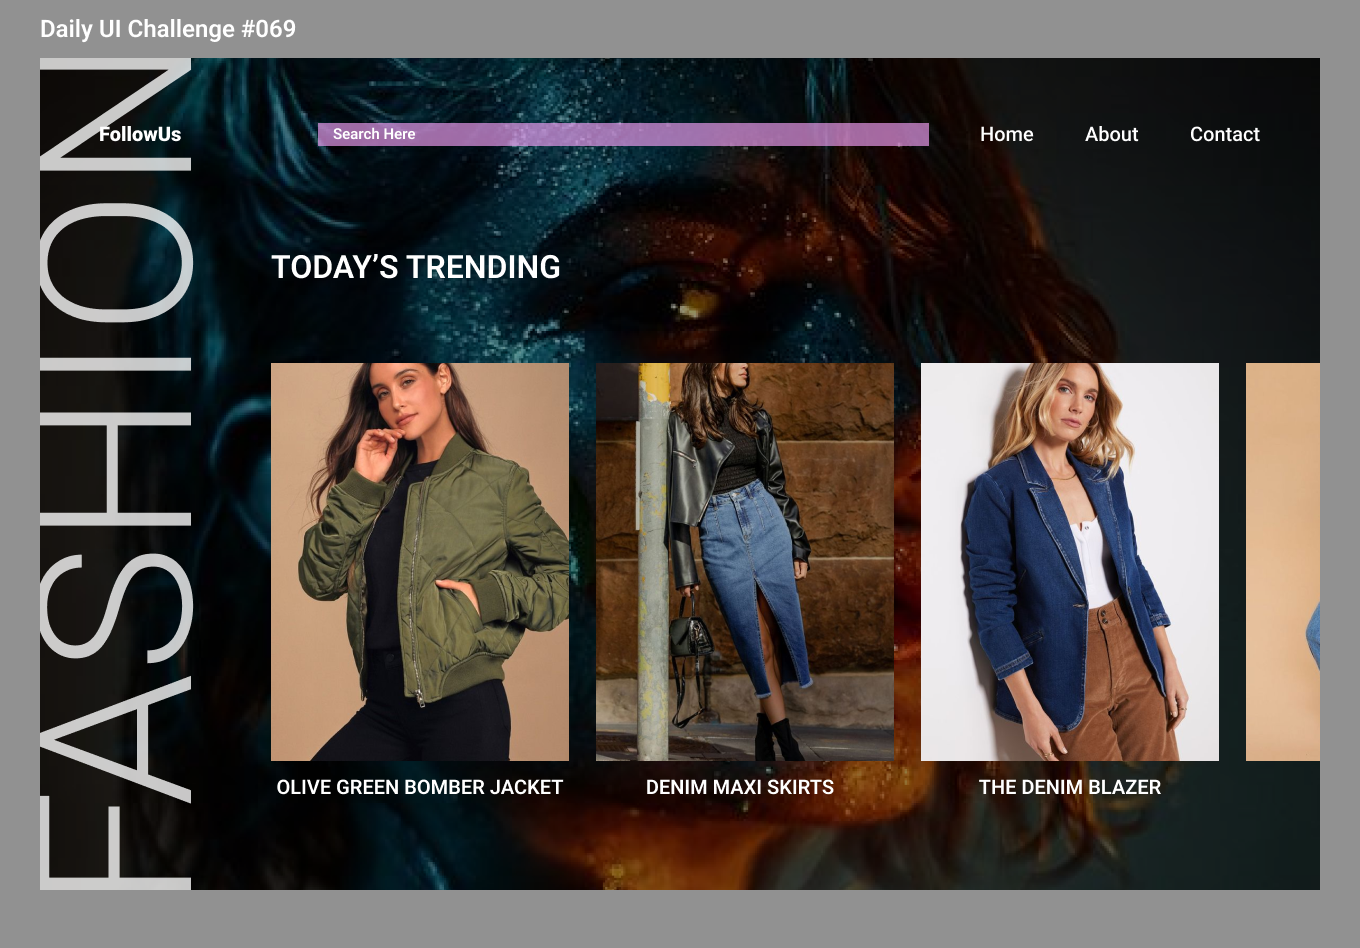 Daily UI Challenge #069
FASHION
FollowUs
Search Here
Home
About
Contact
TODAY’S TRENDING
OLIVE GREEN BOMBER JACKET
DENIM MAXI SKIRTS
THE DENIM BLAZER